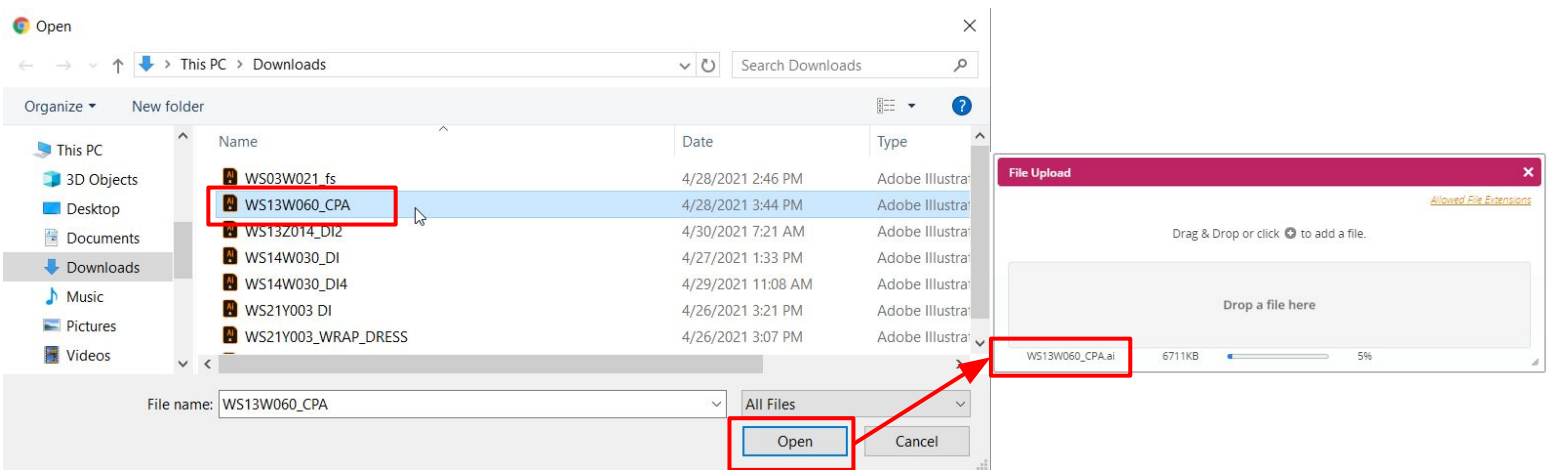 Open
This PC > Downloads
Search Downloads
Organize
New folder
?
Name Date Type
This PC
3D Objects
Desktop
Documents
Downloads
Music
Pictures
Videos
WS03W021_fs 4/28/2021 2:46 PM Adobe Illustrat
WS13W060_CPA 4/28/2021 3:44 PM Adobe Illustrat
WS13Z014_DI2 4/30/2021 7:21 AM Adobe Illustrat
WS14W030_DI 4/27/2021 1:33 PM Adobe Illustrat
WS14W030_DI4 4/29/2021 11:08 AM Adobe Illustrat
WS21Y003 DI 4/26/2021 3:21 PM Adobe Illustrat
WS21Y003_WRAP_DRESS 4/26/2021 3:07 PM Adobe Illustrat
File name: WS13W060_CPA
All Files
Open
Cancel
File Upload
Allowed File Extensions
Drag & Drop or click to add a file.
Drop a file here
WS13W060_CPA.ai 6711KB 5%